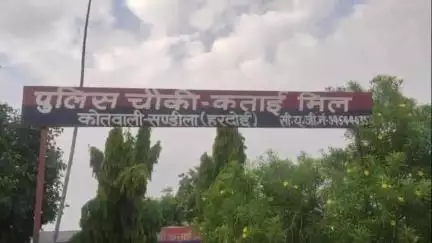 पुलिस चौकी-कताई मिल
कोतवाली-सण्डीला (हरदोई) सी.यू.जी.नं.